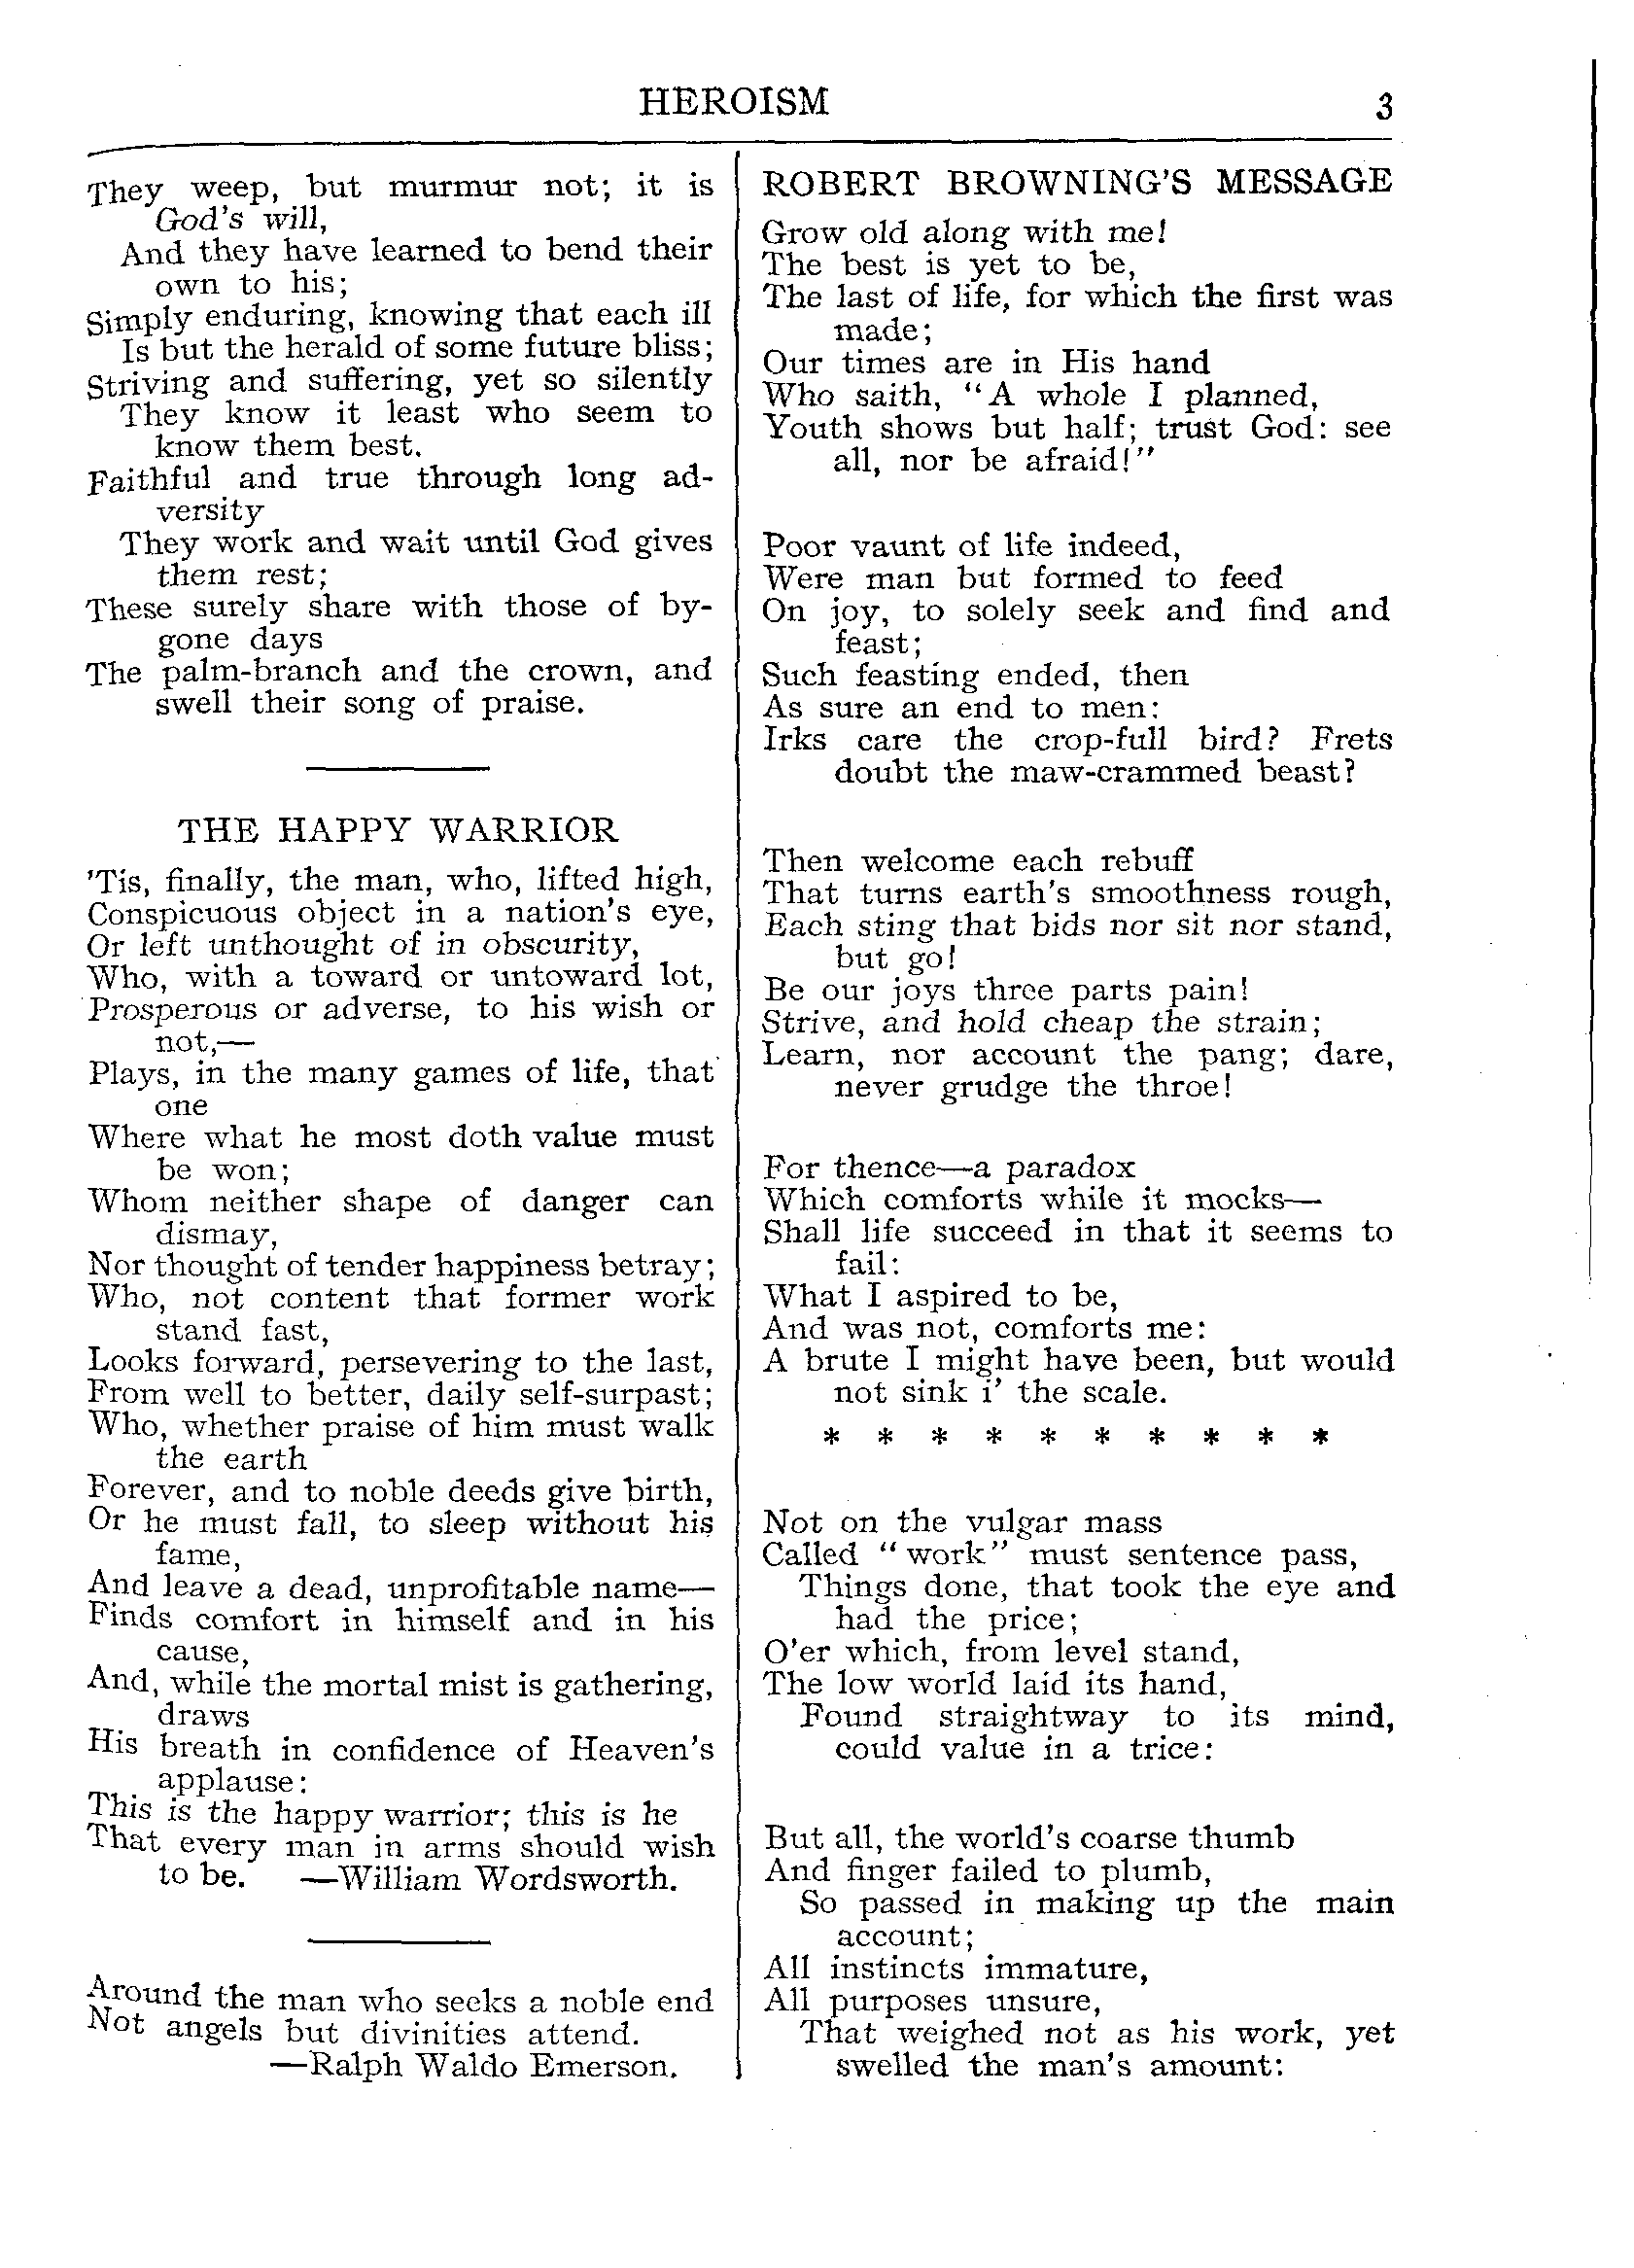 HEROISM
3
They weep, but murmur not; it is
God's will,
And they have learned to bend their
own to his;
Simply enduring, knowing that each ill
Is but the herald of some future bliss;
Striving and suffering, yet so silently
They know it least who seem to
know them best.
Faithful and true through long ad-
versity
They work and wait until God gives
them rest;
These surely share with those of by-
gone days
The palm-branch and the crown, and
swell their song of praise.
THE HAPPY WARRIOR
'Tis, finally, the man, who, lifted high,
Conspicuous object in a nation's eye,
Or left unthought of in obscurity,
Who, with a toward or untoward lot,
Prosperous or adverse, to his wish or
not,—
Plays, in the many games of life, that
one
Where what he most doth value must
be won;
Whom neither shape of danger can
dismay,
Nor thought of tender happiness betray;
Who, not content that former work
stand fast,
Looks forward, persevering to the last,
From well to better, daily self-surpast;
Who, whether praise of him must walk
the earth
Forever, and to noble deeds give birth,
Or he must fall, to sleep without his
fame,
And leave a dead, unprofitable name—
Finds comfort in himself and in his
cause,
And, while the mortal mist is gathering,
draws
His breath in confidence of Heaven's
applause:
This is the happy warrior; this is he
That every man in arms should wish
to be. —William Wordsworth.
Around the man who seeks a noble end
Not angels but divinities attend.
—Ralph Waldo Emerson.
ROBERT BROWNING'S MESSAGE
Grow old along with me!
The best is yet to be,
The last of life, for which the first was
made;
Our times are in His hand
Who saith, "A whole I planned,
Youth shows but half; trust God: see
all, nor be afraid!"
Poor vaunt of life indeed,
Were man but formed to feed
On joy, to solely seek and find and
feast;
Such feasting ended, then
As sure an end to men:
Irks care the crop-full bird? Frets
doubt the maw-crammed beast?
Then welcome each rebuff
That turns earth's smoothness rough,
Each sting that bids nor sit nor stand,
but go!
Be our joys three parts pain!
Strive, and hold cheap the strain;
Learn, nor account the pang; dare,
never grudge the throe!
For thence—a paradox
Which comforts while it mocks—
Shall life succeed in that it seems to
fail:
What I aspired to be,
And was not, comforts me:
A brute I might have been, but would
not sink i' the scale.
* * * * * * * * * *
Not on the vulgar mass
Called "work" must sentence pass,
Things done, that took the eye and
had the price;
O'er which, from level stand,
The low world laid its hand,
Found straightway to its mind,
could value in a trice:
But all, the world's coarse thumb
And finger failed to plumb,
So passed in making up the main
account;
All instincts immature,
All purposes unsure,
That weighed not as his work, yet
swelled the man's amount: